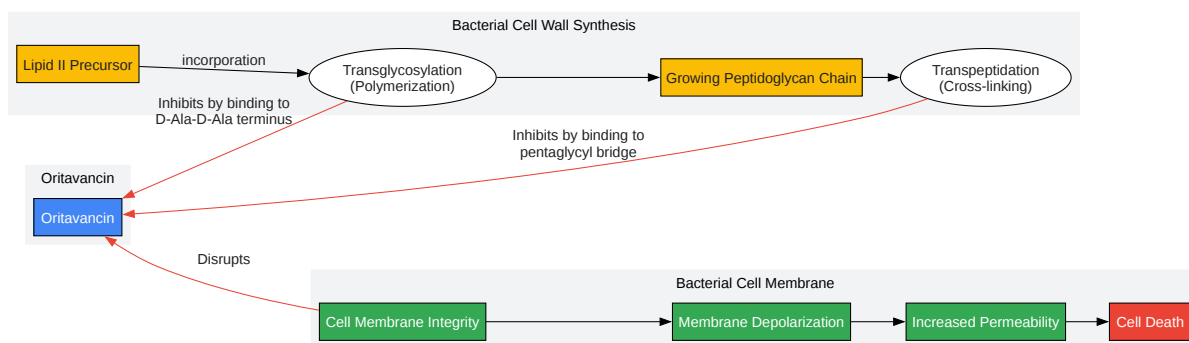 Bacterial Cell Wall Synthesis
Lipid II Precursor
incorporation
Transglycosylation
(Polymerization)
Growing Peptidoglycan Chain
Transpeptidation
(Cross-linking)
Inhibits by binding to
D-Ala-D-Ala terminus
Inhibits by binding to
pentaglycyl bridge
Oritavancin
Oritavancin
Disrupts
Bacterial Cell Membrane
Cell Membrane Integrity
Membrane Depolarization
Increased Permeability
Cell Death